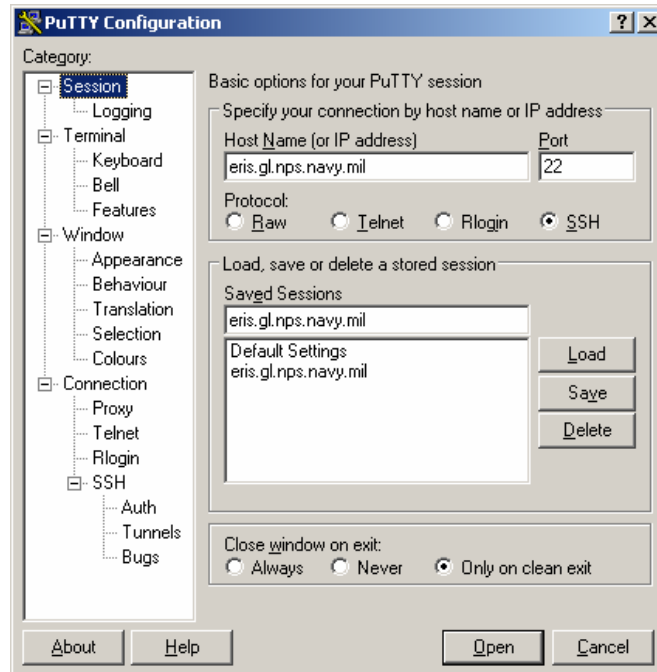 PuTTY Configuration
Category:
Session
Logging
Terminal
Keyboard
Bell
Features
Window
Appearance
Behaviour
Translation
Selection
Colours
Connection
Proxy
Telnet
Rlogin
SSH
Auth
Tunnels
Bugs
Basic options for your PuTTY session
Specify your connection by host name or IP address
Host Name (or IP address) Port
eris.gl.nps.navy.mil 22
Protocol:
Raw Telnet Rlogin SSH
Load, save or delete a stored session
Saved Sessions
eris.gl.nps.navy.mil
Default Settings
eris.gl.nps.navy.mil
Load
Save
Delete
Close window on exit:
Always Never Only on clean exit
About Help Open Cancel